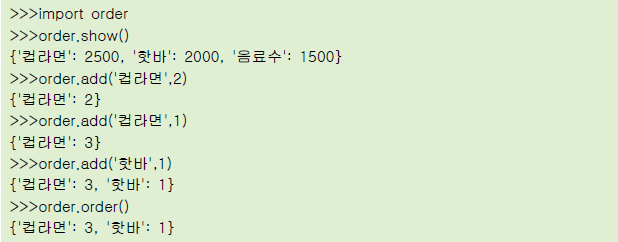 >>>import order
>>>order.show()
{'컵라면': 2500, '핫바': 2000, '음료수': 1500}
>>>order.add('컵라면',2)
{'컵라면': 2}
>>>order.add('컵라면',1)
{'컵라면': 3}
>>>order.add('핫바',1)
{'컵라면': 3, '핫바': 1}
>>>order.order()
{'컵라면': 3, '핫바': 1}